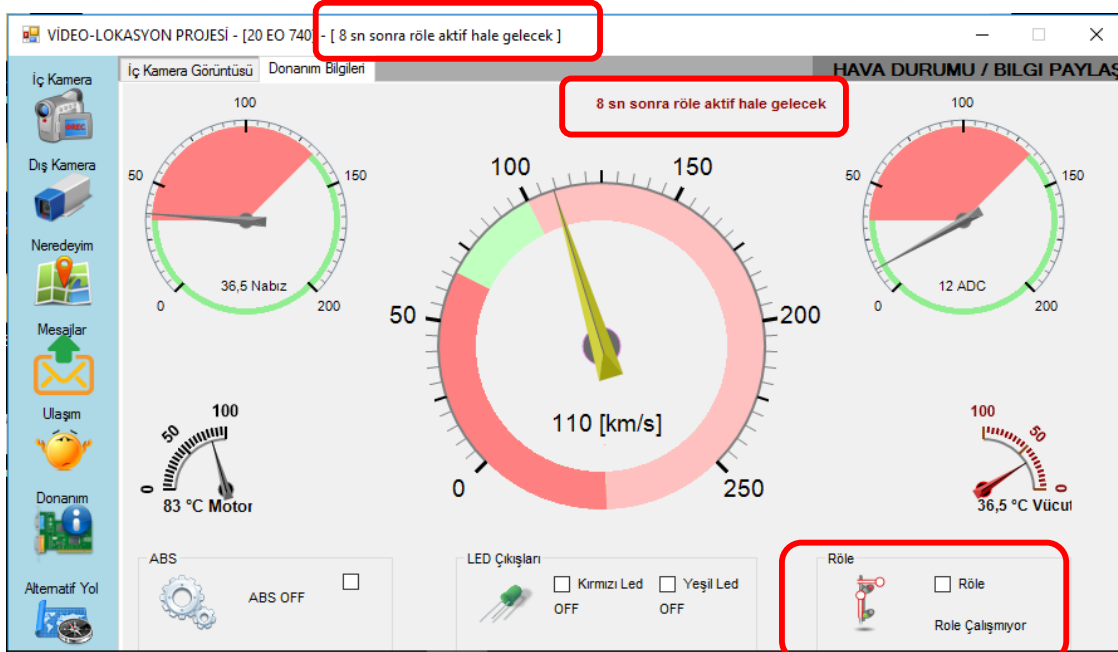 VİDEO-LOKASYON PROJESİ - [20 EO 740] - [ 8 sn sonra röle aktif hale gelecek ]
İç Kamera
Dış Kamera
Neredeyim
Mesajlar
Ulaşım
Donanım
Alternatif Yol
İç Kamera Görüntüsü
Donanım Bilgileri
HAVA DURUMU / BILGI PAYLAŞ
8 sn sonra röle aktif hale gelecek
0
50
100
150
200
36,5 Nabız
0
50
100
150
200
250
110 [km/s]
0
50
100
150
200
12 ADC
0
50
100
83 °C Motor
100
50
0
36,5 °C Vücut
ABS
ABS OFF
LED Çıkışları
Kırmızı Led
Yeşil Led
OFF
OFF
Röle
Röle
Role Çalışmıyor